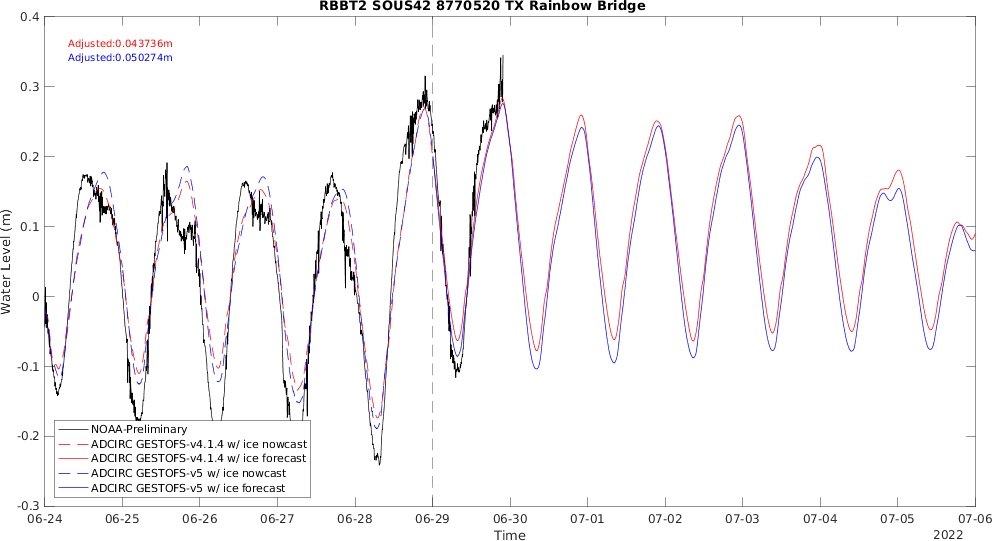 RBBT2 SOUS42 8770520 TX Rainbow Bridge
Adjusted:0.043736m
Adjusted:0.050274m
Water Level (m)
0.4
0.3
0.2
0.1
0
-0.1
-0.2
-0.3
NOAA-Preliminary
ADCIRC GESTOFS-v4.1.4 w/ ice nowcast
ADCIRC GESTOFS-v4.1.4 w/ ice forecast
ADCIRC GESTOFS-v5 w/ ice nowcast
ADCIRC GESTOFS-v5 w/ ice forecast
06-24 06-25 06-26 06-27 06-28 06-29 06-30 07-01 07-02 07-03 07-04 07-05 07-06
Time
2022